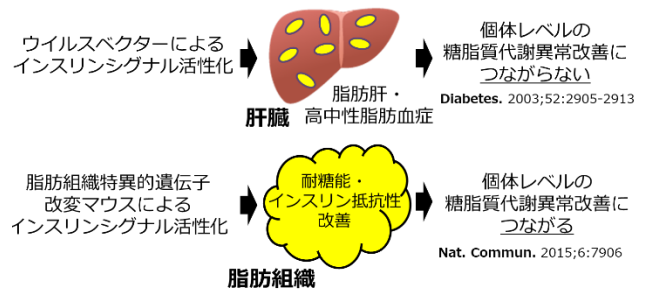 ウイルスベクターによる
インスリンシグナル活性化
脂肪肝・
高中性脂肪血症
肝臓
個体レベルの
糖脂質代謝異常改善に
つながらない
Diabetes. 2003;52:2905-2913
脂肪組織特異的遺伝子
改変マウスによる
インスリンシグナル活性化
耐糖能・
インスリン抵抗性
改善
脂肪組織
個体レベルの
糖脂質代謝異常改善に
つながる
Nat. Commun. 2015;6:7906